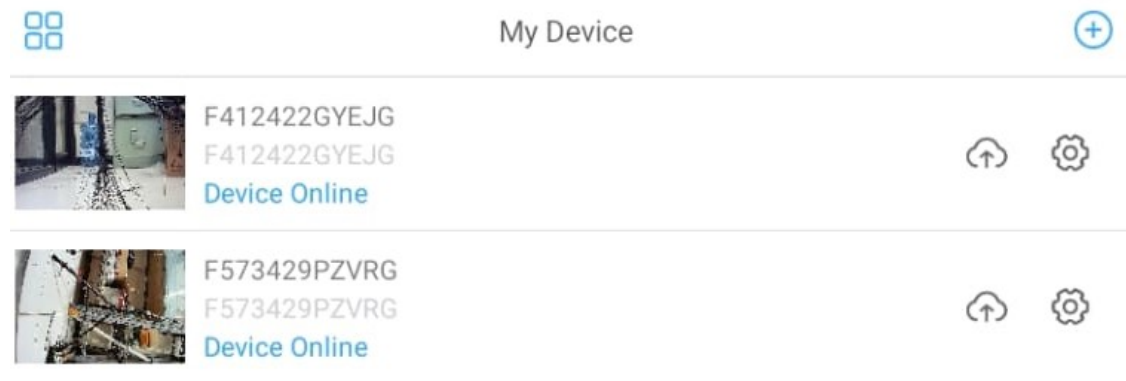 My Device
F412422GYEJG
F412422GYEJG
Device Online
F573429PZVRG
F573429PZVRG
Device Online